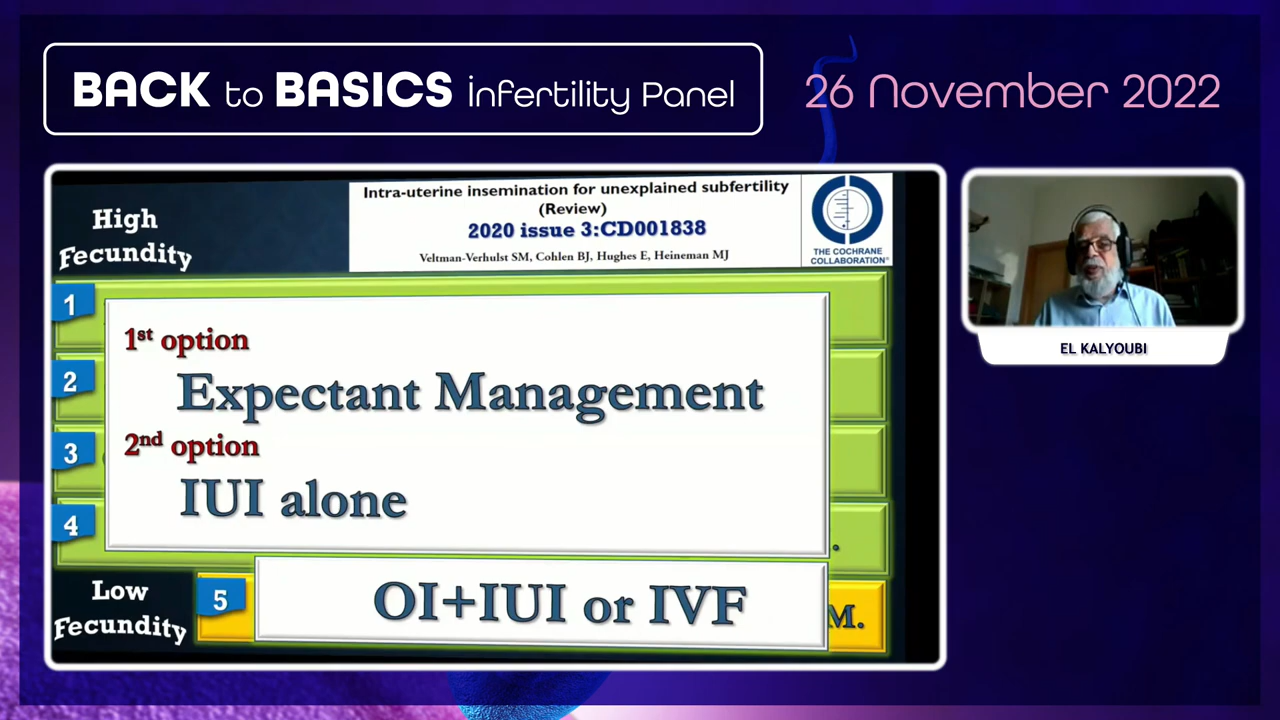 BACK to BASICS infertility Panel
26 November 2022
High
Fecundity
Intra-uterine insemination for unexplained subfertility
(Review)
2020 issue 3:CD001838
Veltman-Verhulst SM, Cohlen BJ, Hughes E, Heineman MJ
THE COCHRANE
COLLABORATION®
1
1st option
2
Expectant Management
3
2nd option
IUI alone
4
Low
Fecundity
5
OI+IUI or IVF
M.
EL KALYOUBI